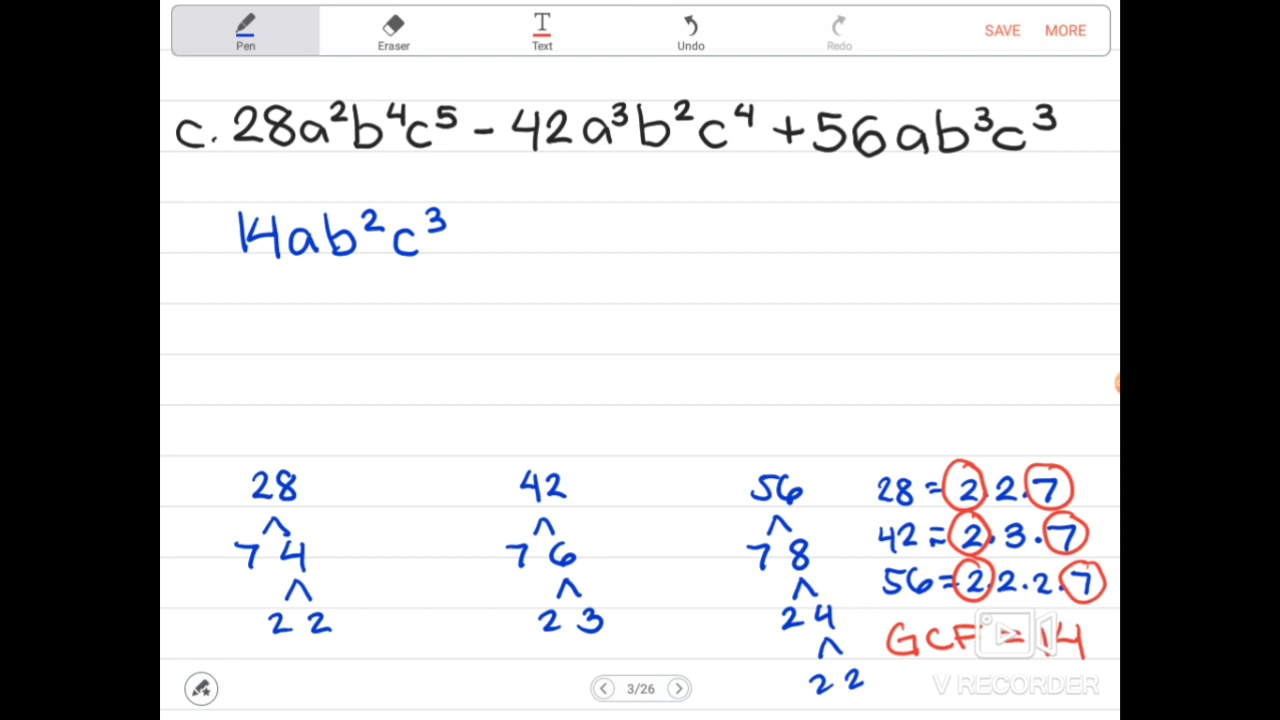 Pen Eraser Text Undo Redo SAVE MORE
c. 28a²b⁴c⁵ - 42a³b²c⁴ + 56ab³c³
14ab²c³
28 42 56 28 = 2.2.7
7 4 7 6 7 8 42 = 2.3.7
56 = 2.2.2.7
2 2 2 3 2 4 GCF = 14
2 2
3/26 V RECORDER